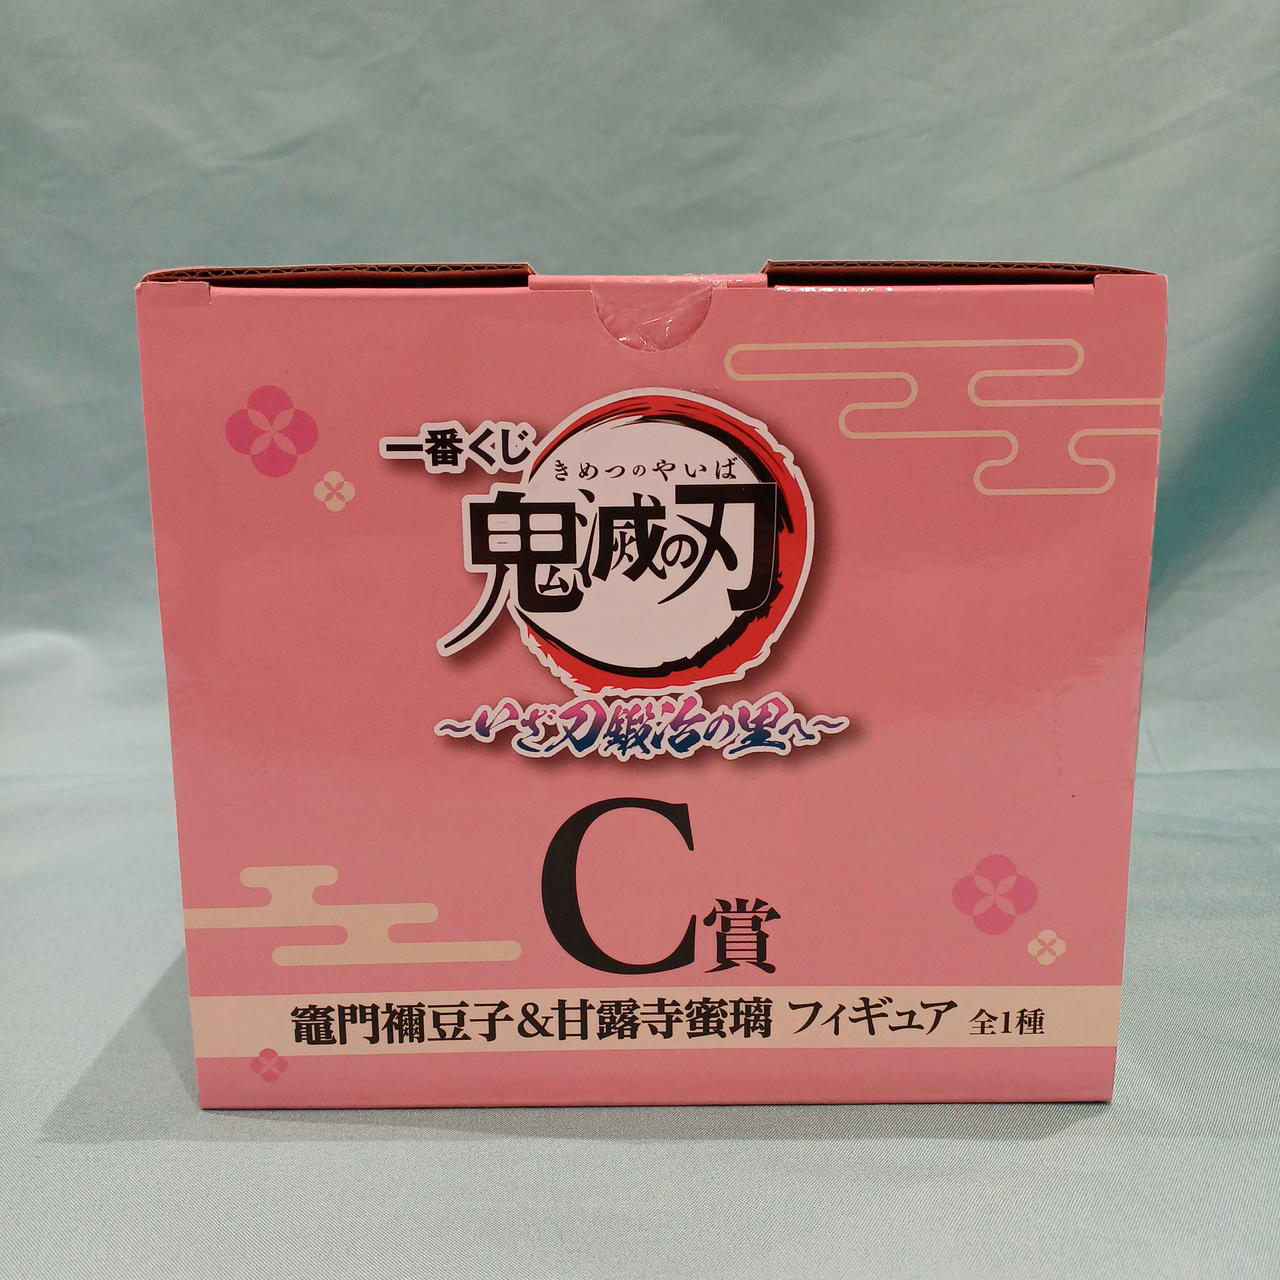 一番くじ
きめつのやいば
鬼滅の刃
～いざ刀鍛冶の里へ～
C賞
竈門禰豆子&甘露寺蜜璃 フィギュア 全1種